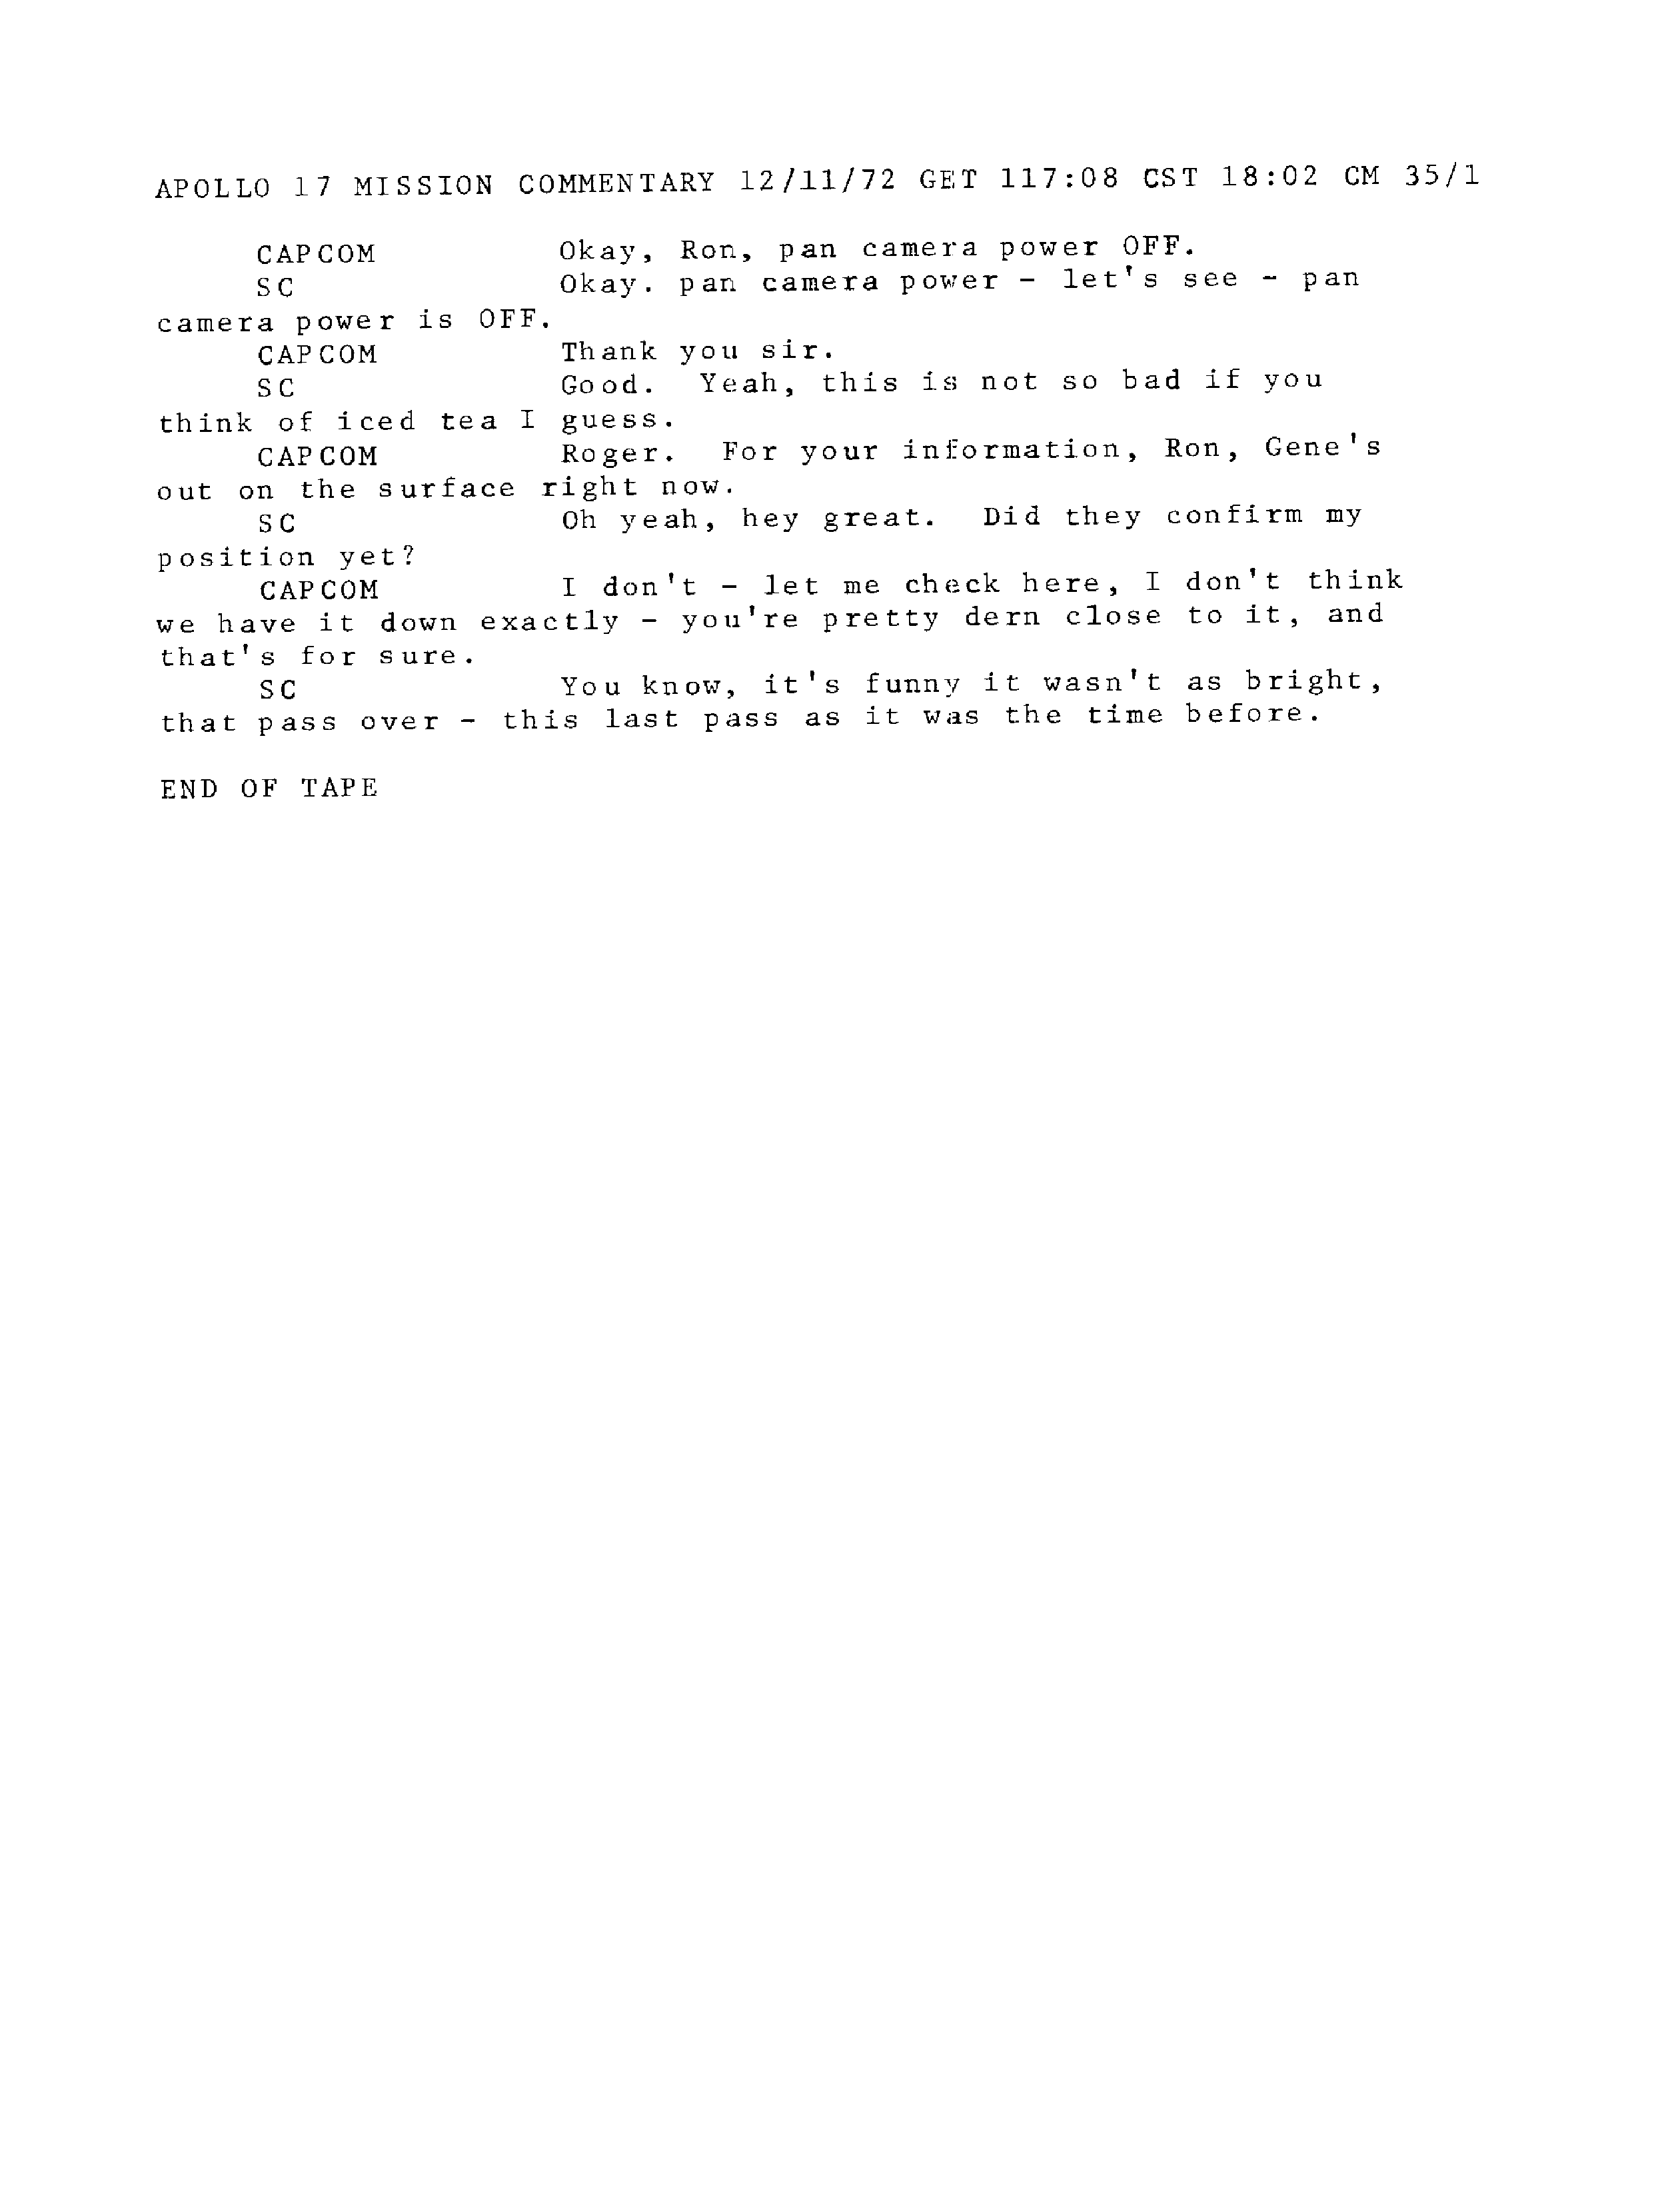 APOLLO 17 MISSION COMMENTARY 12/11/72 GET 117:08 CST 18:02 CM 35/1
CAPCOM Okay, Ron, pan camera power OFF.
SC Okay. pan camera power - let's see - pan
camera power is OFF.
CAPCOM Thank you sir.
SC Good. Yeah, this is not so bad if you
think of iced tea I guess.
CAPCOM Roger. For your information, Ron, Gene's
out on the surface right now.
SC Oh yeah, hey great. Did they confirm my
position yet?
CAPCOM I don't - let me check here, I don't think
we have it down exactly - you're pretty dern close to it, and
that's for sure.
SC You know, it's funny it wasn't as bright,
that pass over - this last pass as it was the time before.
END OF TAPE